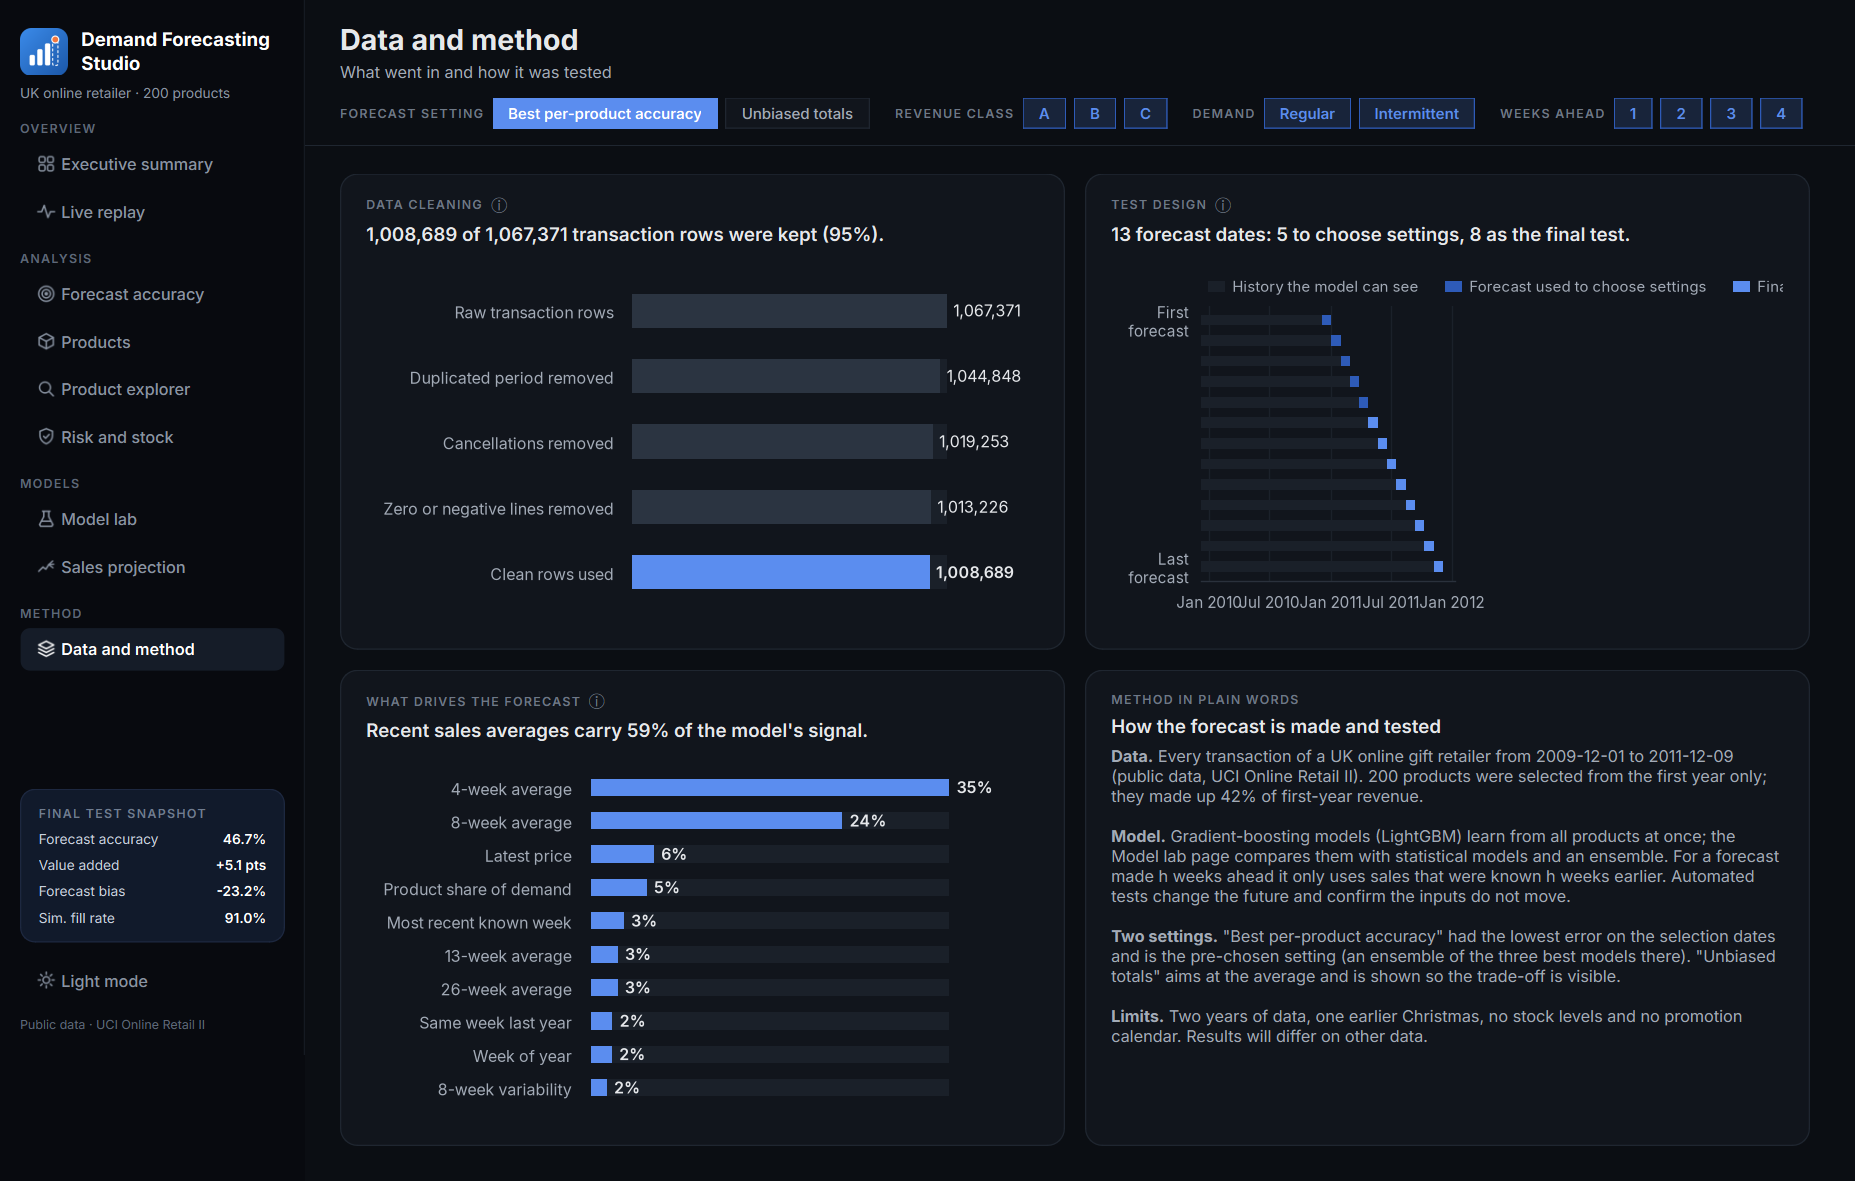 Demand Forecasting
Studio
UK online retailer · 200 products
OVERVIEW
Executive summary
Live replay
ANALYSIS
Forecast accuracy
Products
Product explorer
Risk and stock
MODELS
Model lab
Sales projection
METHOD
Data and method
FINAL TEST SNAPSHOT
Forecast accuracy 46.7%
Value added +5.1 pts
Forecast bias -23.2%
Sim. fill rate 91.0%
Light mode
Public data · UCI Online Retail II
Data and method
What went in and how it was tested
FORECAST SETTING Best per-product accuracy Unbiased totals REVENUE CLASS A B C DEMAND Regular Intermittent WEEKS AHEAD 1 2 3 4
DATA CLEANING
1,008,689 of 1,067,371 transaction rows were kept (95%).
Raw transaction rows 1,067,371
Duplicated period removed 1,044,848
Cancellations removed 1,019,253
Zero or negative lines removed 1,013,226
Clean rows used 1,008,689
TEST DESIGN
13 forecast dates: 5 to choose settings, 8 as the final test.
History the model can see Forecast used to choose settings Fina
First
forecast
Last
forecast
Jan 2010 Jul 2010 Jan 2011 Jul 2011 Jan 2012
WHAT DRIVES THE FORECAST
Recent sales averages carry 59% of the model's signal.
4-week average 35%
8-week average 24%
Latest price 6%
Product share of demand 5%
Most recent known week 3%
13-week average 3%
26-week average 3%
Same week last year 2%
Week of year 2%
8-week variability 2%
METHOD IN PLAIN WORDS
How the forecast is made and tested
Data. Every transaction of a UK online gift retailer from 2009-12-01 to 2011-12-09
(public data, UCI Online Retail II). 200 products were selected from the first year only;
they made up 42% of first-year revenue.
Model. Gradient-boosting models (LightGBM) learn from all products at once; the
Model lab page compares them with statistical models and an ensemble. For a forecast
made h weeks ahead it only uses sales that were known h weeks earlier. Automated
tests change the future and confirm the inputs do not move.
Two settings. "Best per-product accuracy" had the lowest error on the selection dates
and is the pre-chosen setting (an ensemble of the three best models there). "Unbiased
totals" aims at the average and is shown so the trade-off is visible.
Limits. Two years of data, one earlier Christmas, no stock levels and no promotion
calendar. Results will differ on other data.